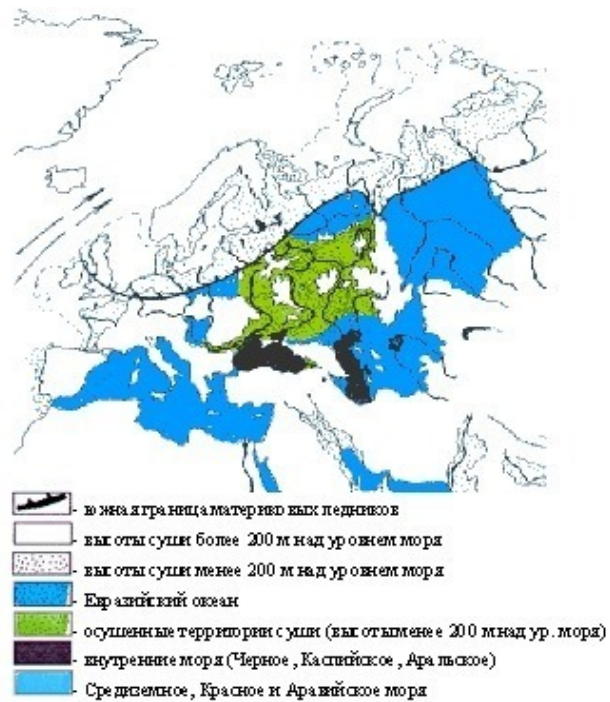 - южная граница материковых ледников
- высоты суши более 200 м над уровнем моря
- высоты суши менее 200 м над уровнем моря
- Евразийский океан
- осушенные территории суши (высоты менее 200 м над ур. моря)
- внутренние моря (Черное, Каспийское, Аральское)
- Средиземное, Красное и Аравийское моря